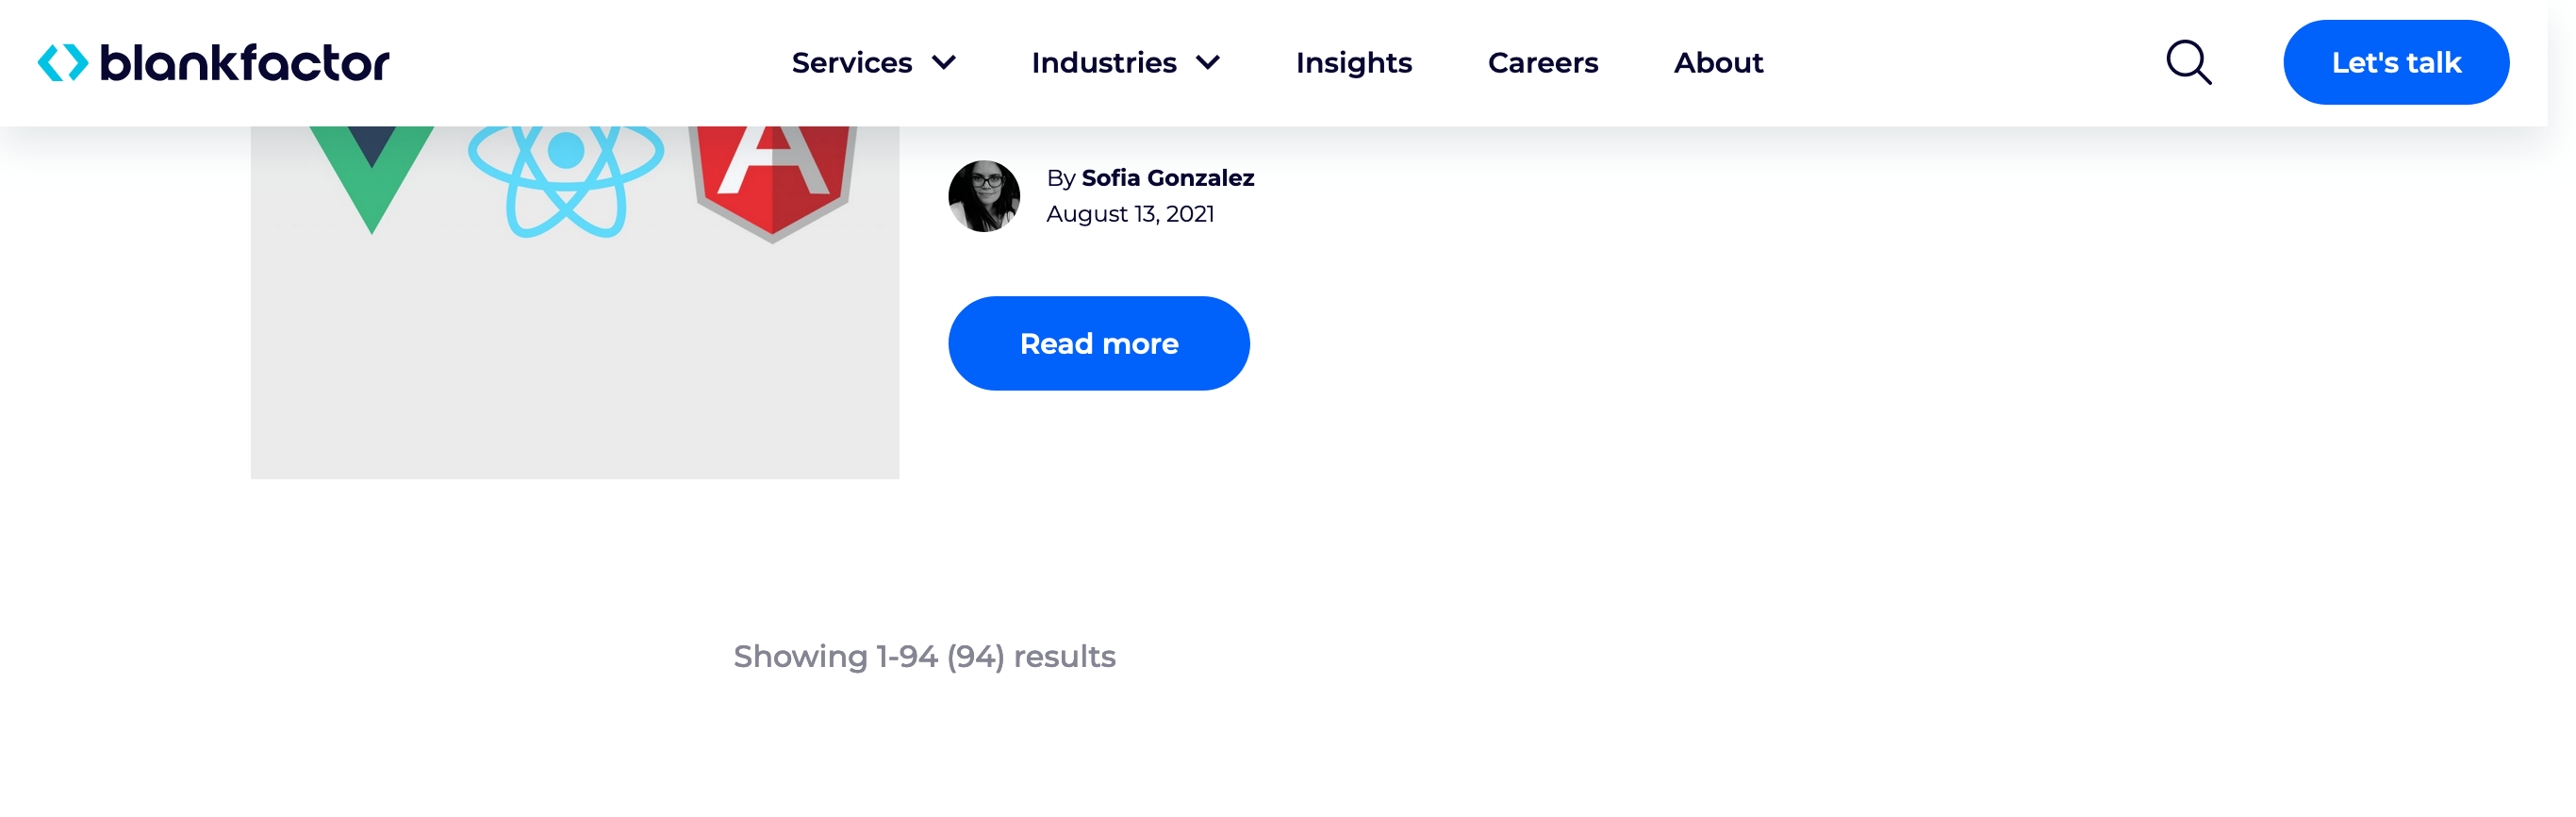 blankfactor
Services
Industries
Insights
Careers
About
Let's talk
By Sofia Gonzalez
August 13, 2021
Read more
Showing 1-94 (94) results